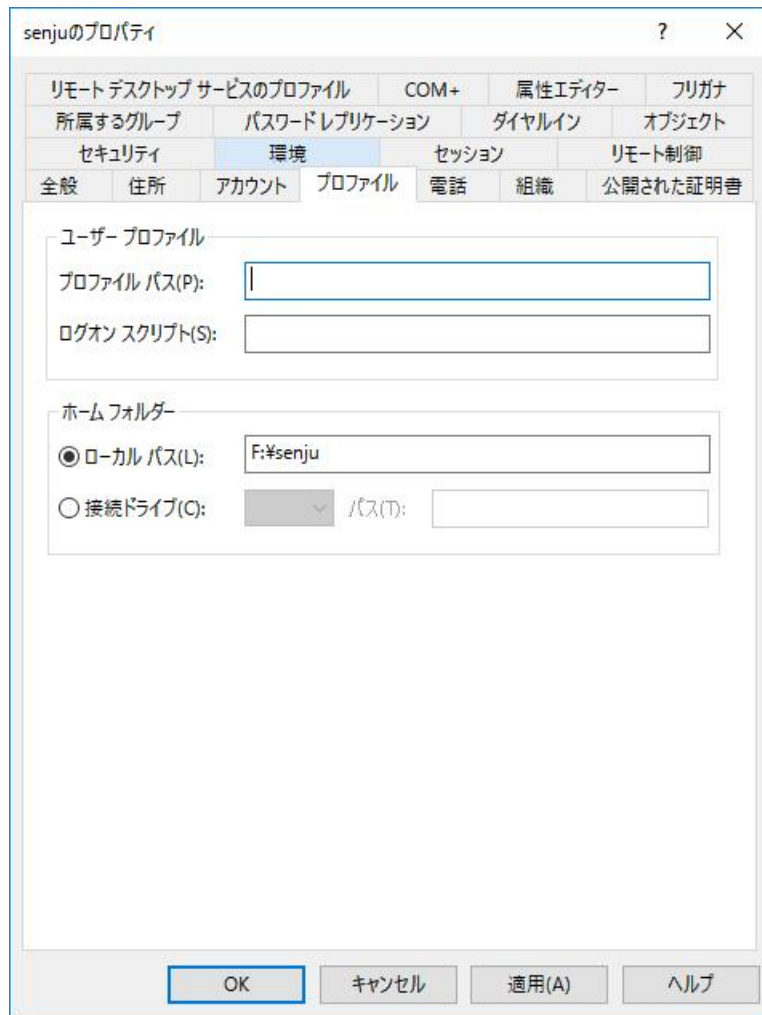 senjuのプロパティ
? ×
リモート デスクトップ サービスのプロファイル COM+ 属性エディター フリガナ
所属するグループ パスワード レプリケーション ダイヤルイン オブジェクト
セキュリティ 環境 セッション リモート制御
全般 住所 アカウント プロファイル 電話 組織 公開された証明書
ユーザー プロファイル
プロファイル パス(P):
ログオン スクリプト(S):
ホーム フォルダー
ローカル パス(L): F:¥senju
接続ドライブ(C): パス(T):
OK キャンセル 適用(A) ヘルプ